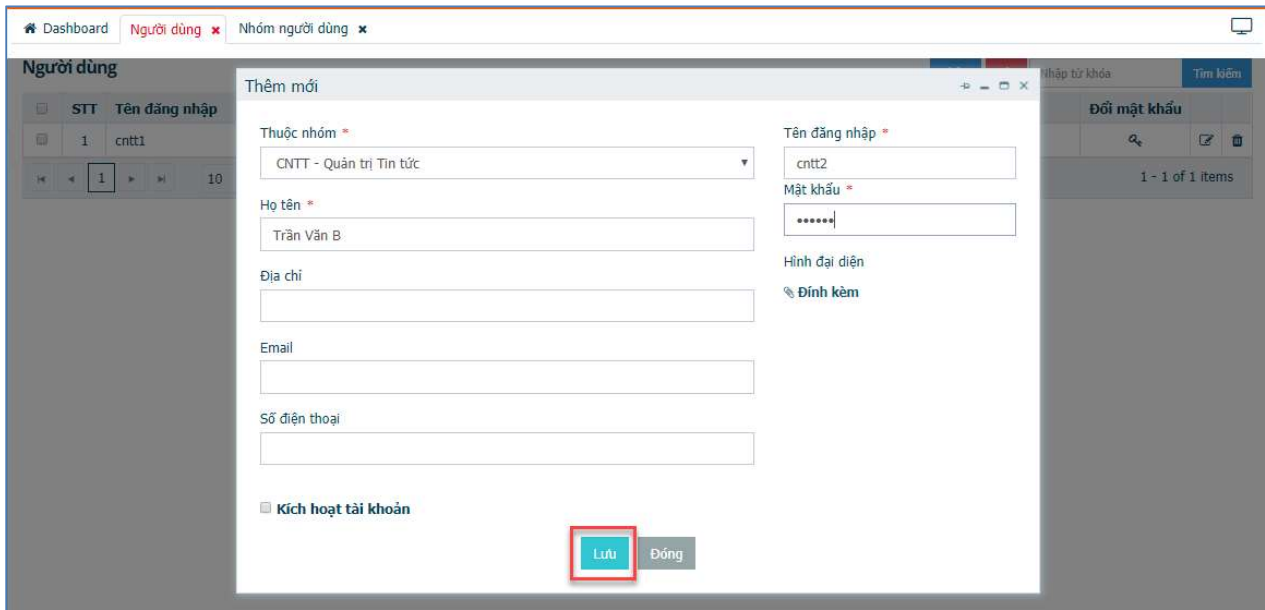 Dashboard Người dùng Nhóm người dùng
Người dùng
Nhập từ khóa Tìm kiếm
STT Tên đăng nhập Đổi mật khẩu
1 cntt1
1 10 1 - 1 of 1 items
Thêm mới
Thuộc nhóm *
CNTT - Quản trị Tin tức
Họ tên *
Trần Văn B
Địa chỉ
Email
Số điện thoại
Kích hoạt tài khoản
Tên đăng nhập *
cntt2
Mật khẩu *
••••••
Hình đại diện
Đính kèm
Lưu Đóng